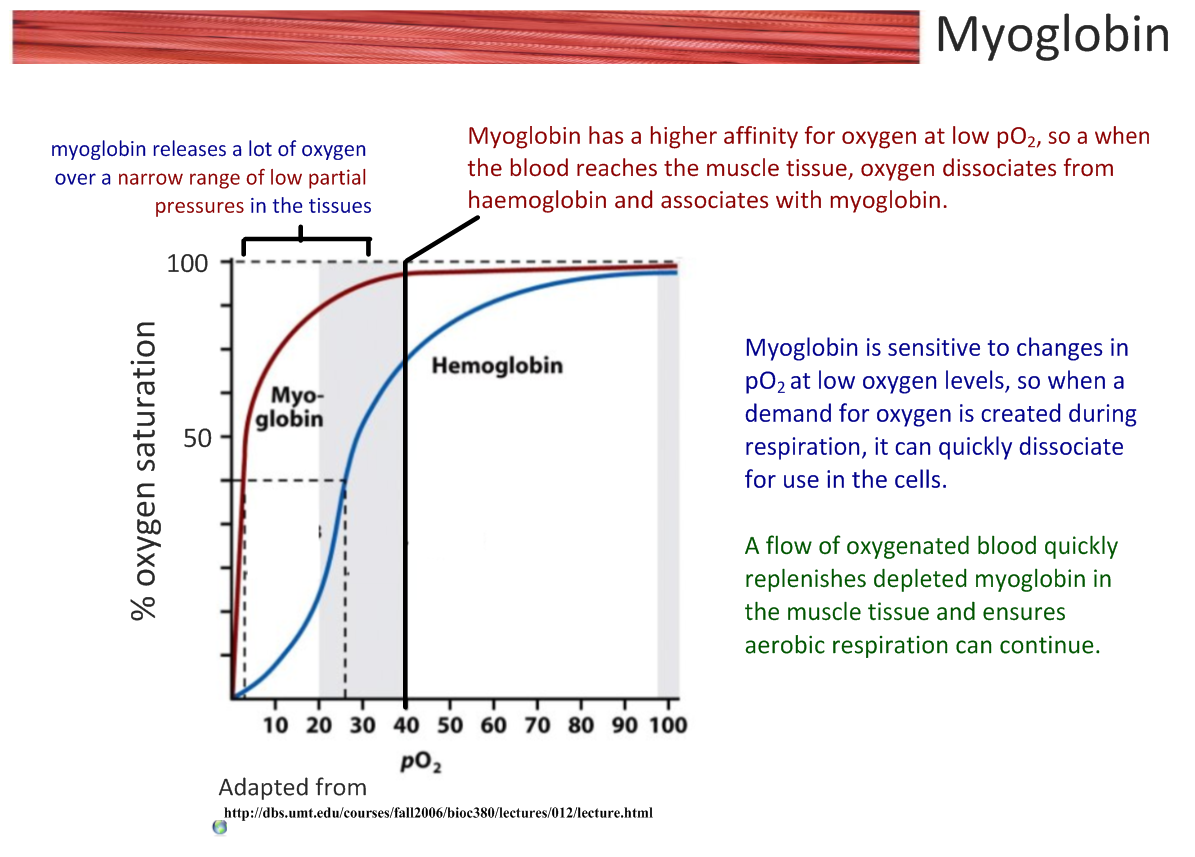 Myoglobin
myoglobin releases a lot of oxygen
over a narrow range of low partial
pressures in the tissues
Myoglobin has a higher affinity for oxygen at low pO₂, so a when
the blood reaches the muscle tissue, oxygen dissociates from
haemoglobin and associates with myoglobin.
100
50
% oxygen saturation
Myo-
globin
Hemoglobin
10 20 30 40 50 60 70 80 90 100
pO₂
Myoglobin is sensitive to changes in
pO₂ at low oxygen levels, so when a
demand for oxygen is created during
respiration, it can quickly dissociate
for use in the cells.
A flow of oxygenated blood quickly
replenishes depleted myoglobin in
the muscle tissue and ensures
aerobic respiration can continue.
Adapted from
http://dbs.umt.edu/courses/fall2006/bioc380/lectures/012/lecture.html